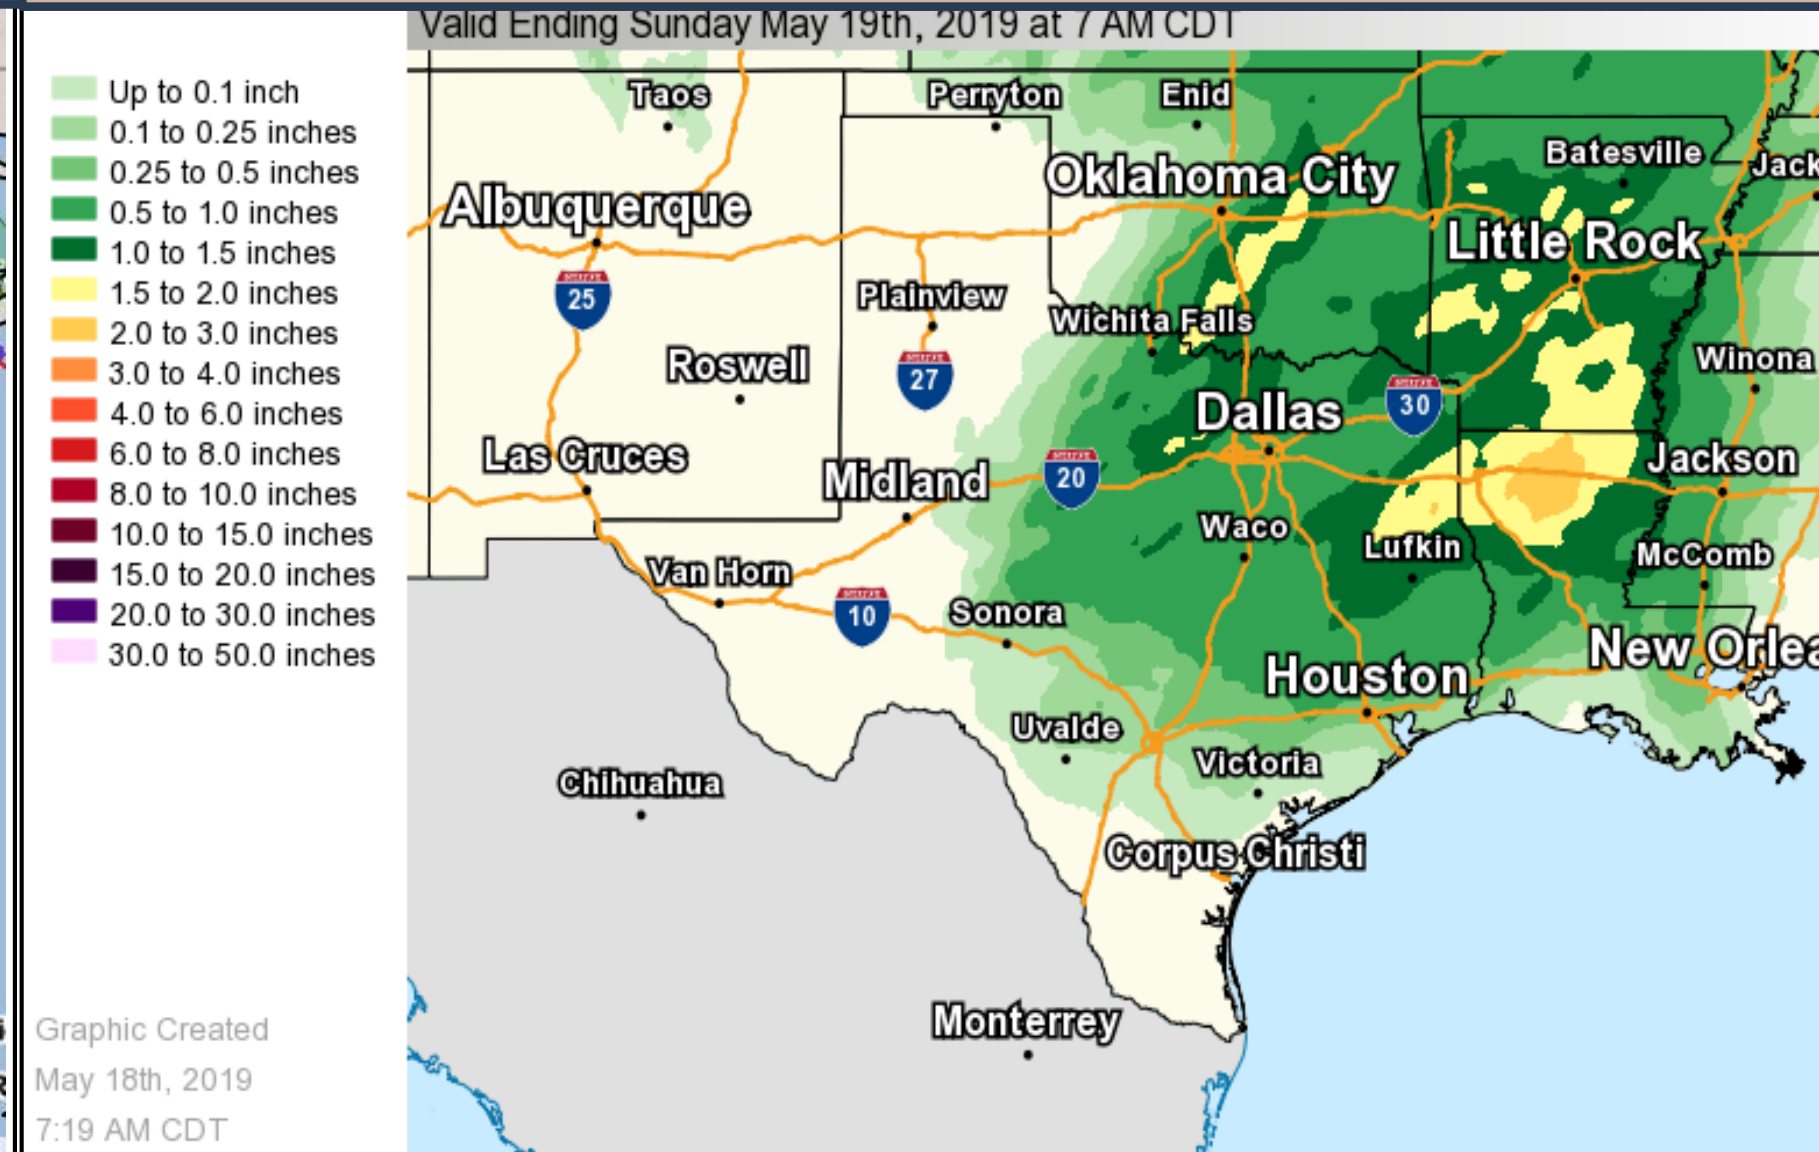 Valid Ending Sunday May 19th, 2019 at 7 AM CDT
Up to 0.1 inch
0.1 to 0.25 inches
0.25 to 0.5 inches
0.5 to 1.0 inches
1.0 to 1.5 inches
1.5 to 2.0 inches
2.0 to 3.0 inches
3.0 to 4.0 inches
4.0 to 6.0 inches
6.0 to 8.0 inches
8.0 to 10.0 inches
10.0 to 15.0 inches
15.0 to 20.0 inches
20.0 to 30.0 inches
30.0 to 50.0 inches
Graphic Created
May 18th, 2019
7:19 AM CDT
Taos
Perryton
Enid
Batesville
Jack
Oklahoma City
Albuquerque
Little Rock
25
Plainview
Wichita Falls
Roswell
27
Winona
30
Dallas
Las Cruces
Midland
20
Jackson
Waco
Lufkin
McComb
Van Horn
10
Sonora
New Orlea
Houston
Uvalde
Victoria
Chihuahua
Corpus Christi
Monterrey